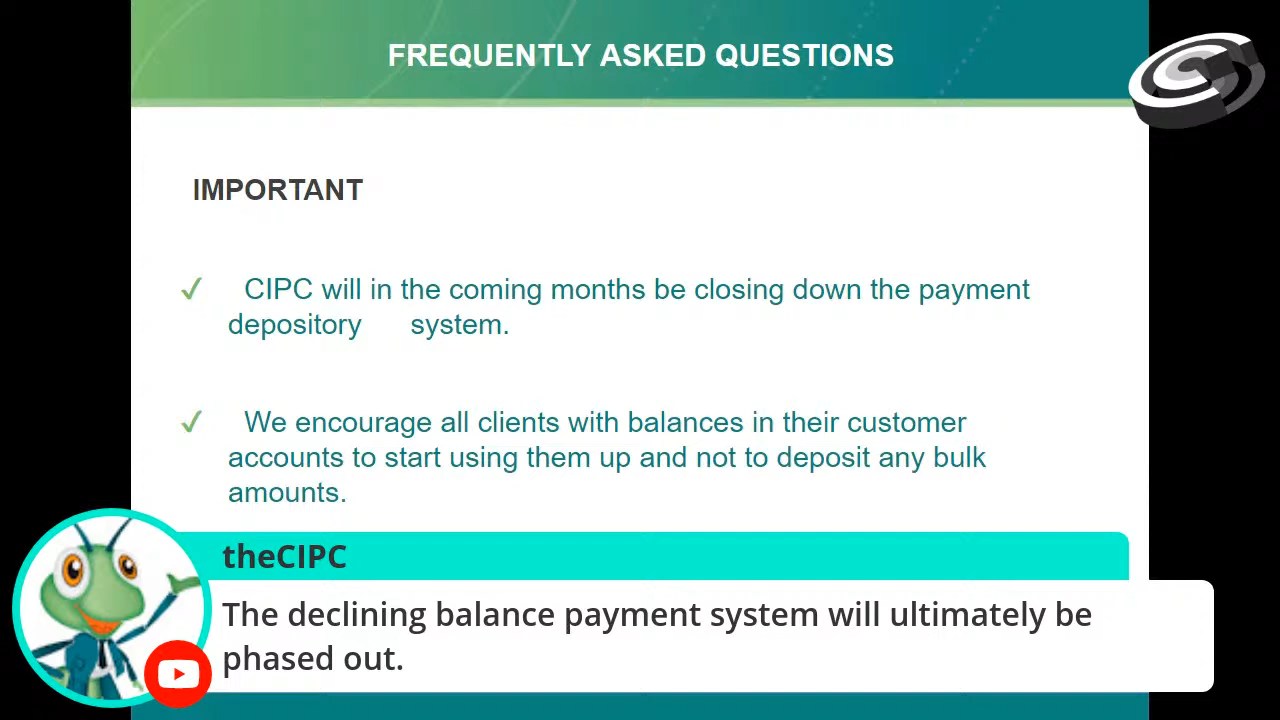 FREQUENTLY ASKED QUESTIONS
IMPORTANT
✓ CIPC will in the coming months be closing down the payment
depository system.
✓ We encourage all clients with balances in their customer
accounts to start using them up and not to deposit any bulk
amounts.
theCIPC
The declining balance payment system will ultimately be
phased out.